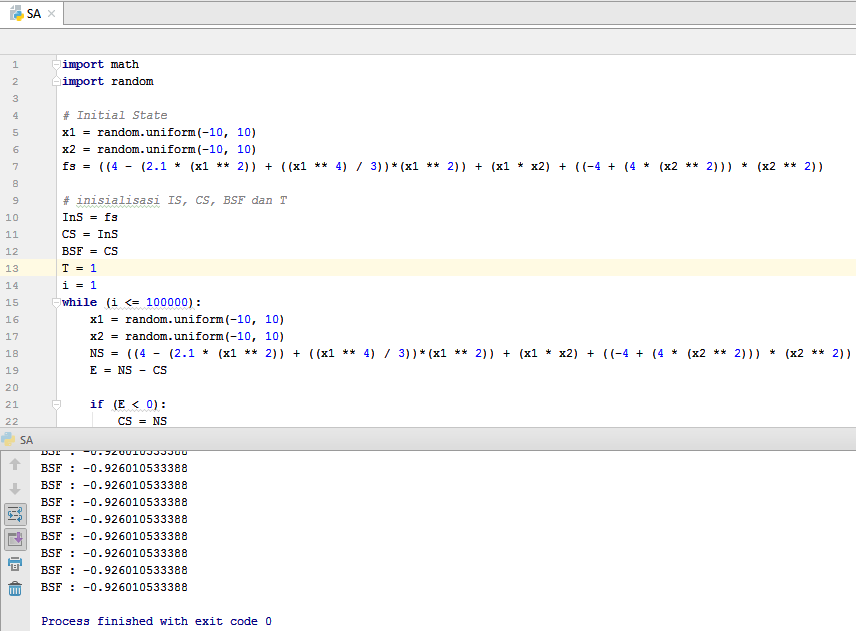 SA
1 import math
2 import random
3
4 # Initial State
5 x1 = random.uniform(-10, 10)
6 x2 = random.uniform(-10, 10)
7 fs = ((4 - (2.1 * (x1 ** 2)) + ((x1 ** 4) / 3))*(x1 ** 2)) + (x1 * x2) + ((-4 + (4 * (x2 ** 2))) * (x2 ** 2))
8
9 # inisialisasi IS, CS, BSF dan T
10 InS = fs
11 CS = InS
12 BSF = CS
13 T = 1
14 i = 1
15 while (i <= 100000):
16 x1 = random.uniform(-10, 10)
17 x2 = random.uniform(-10, 10)
18 NS = ((4 - (2.1 * (x1 ** 2)) + ((x1 ** 4) / 3))*(x1 ** 2)) + (x1 * x2) + ((-4 + (4 * (x2 ** 2))) * (x2 ** 2))
19 E = NS - CS
20
21 if (E < 0):
22 CS = NS
SA
BSF : -0.926010533388
BSF : -0.926010533388
BSF : -0.926010533388
BSF : -0.926010533388
BSF : -0.926010533388
BSF : -0.926010533388
BSF : -0.926010533388
BSF : -0.926010533388
BSF : -0.926010533388
Process finished with exit code 0